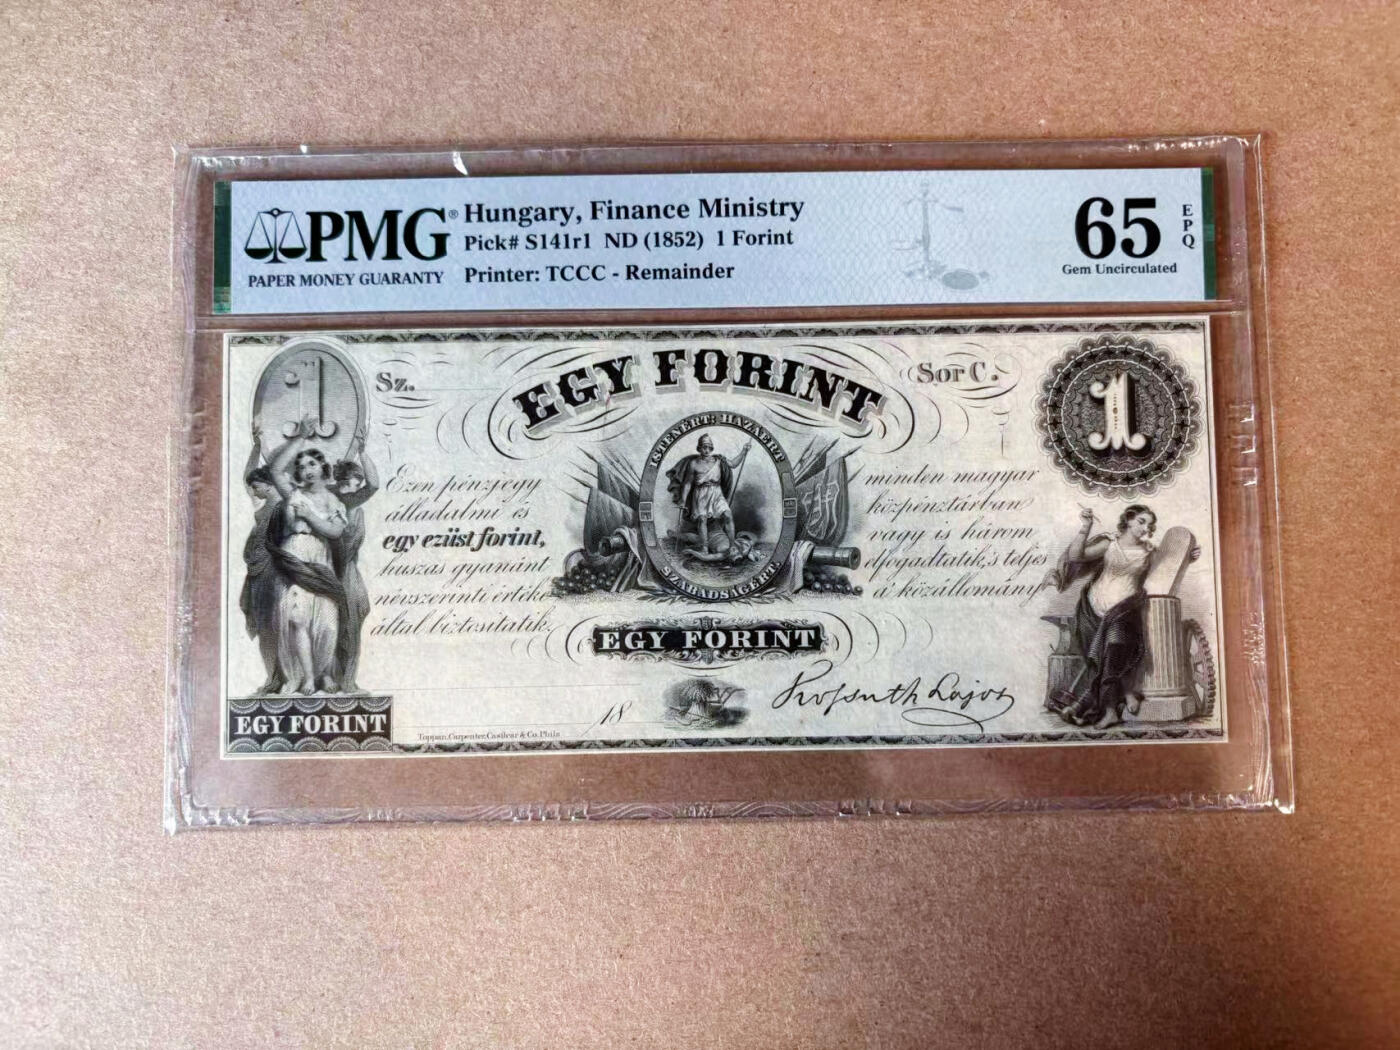 PMG®
PAPER MONEY GUARANTY
Hungary, Finance Ministry
Pick# S141r1 ND (1852) 1 Forint
Printer: TCCC - Remainder
65
EPQ
Gem Uncirculated
1
Sz.
EGY FORINT
Sor C.
1
ISTENÉRT: HAZÁÉRT
SZABADSÁGÉRT.
Ezen pénzjegy minden magyar
álladalmi és közpénztárban
egy ezüst forint, vagy is három
huszas gyanánt elfogadtatik, 's teljes
névszerinti értéke a' közállomány
által biztosittatik.
EGY FORINT
18
Kossuth Lajos
EGY FORINT
Toppan, Carpenter, Casilear & Co. Phila.